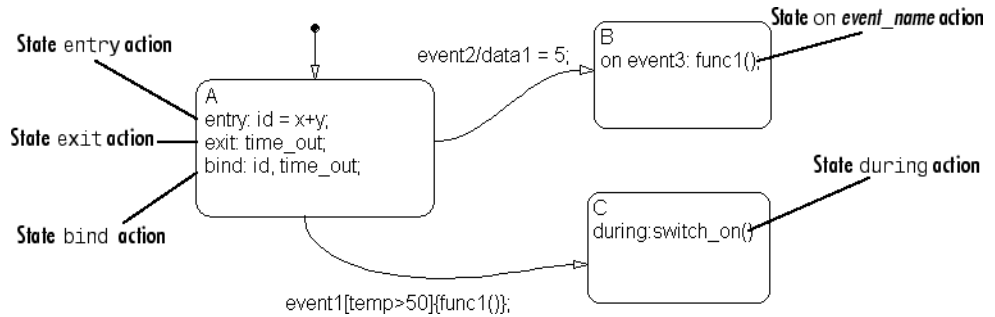 State on event_name action
State entry action
event2/data1 = 5;
B
on event3: func1();
A
entry: id = x+y;
exit: time_out;
bind: id, time_out;
State exit action
State during action
C
during:switch_on()
State bind action
event1[temp>50]{func1()};